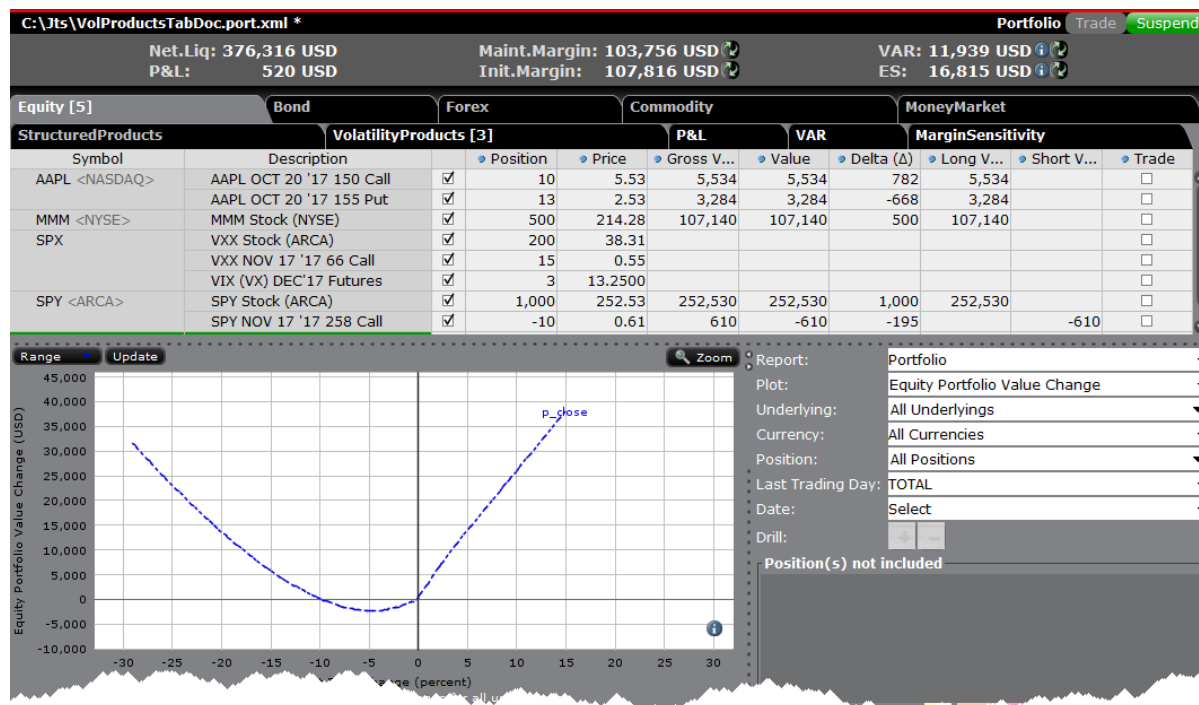 C:\Jts\VolProductsTabDoc.port.xml * Portfolio Trade Suspend
Net.Liq: 376,316 USD Maint.Margin: 103,756 USD VAR: 11,939 USD
P&L: 520 USD Init.Margin: 107,816 USD ES: 16,815 USD
Equity [5] Bond Forex Commodity MoneyMarket
StructuredProducts VolatilityProducts [3] P&L VAR MarginSensitivity
Symbol Description Position Price Gross V... Value Delta (Δ) Long V... Short V... Trade
AAPL <NASDAQ> AAPL OCT 20 '17 150 Call 10 5.53 5,534 5,534 782 5,534
AAPL OCT 20 '17 155 Put 13 2.53 3,284 3,284 -668 3,284
MMM <NYSE> MMM Stock (NYSE) 500 214.28 107,140 107,140 500 107,140
SPX VXX Stock (ARCA) 200 38.31
VXX NOV 17 '17 66 Call 15 0.55
VIX (VX) DEC'17 Futures 3 13.2500
SPY <ARCA> SPY Stock (ARCA) 1,000 252.53 252,530 252,530 1,000 252,530
SPY NOV 17 '17 258 Call -10 0.61 610 -610 -195 -610
Range Update Zoom
Report: Portfolio
Plot: Equity Portfolio Value Change
Underlying: All Underlyings
Currency: All Currencies
Position: All Positions
Last Trading Day: TOTAL
Date: Select
Drill: + -
Position(s) not included
Equity Portfolio Value Change (USD)
45,000
40,000
35,000
30,000
25,000
20,000
15,000
10,000
5,000
0
-5,000
-10,000
p_close
-30 -25 -20 -15 -10 -5 0 5 10 15 20 25 30
(percent)